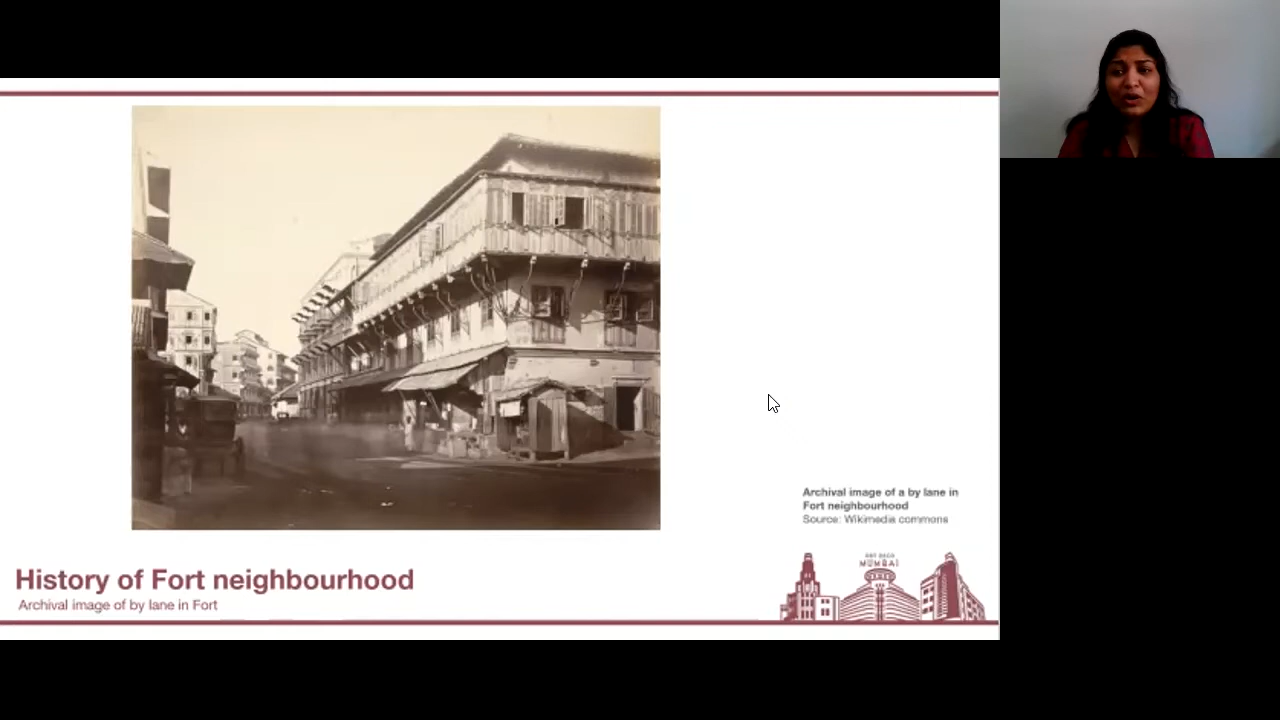 Archival image of a by lane in
Fort neighbourhood
Source: Wikimedia commons
ART DECO
MUMBAI
History of Fort neighbourhood
Archival image of by lane in Fort